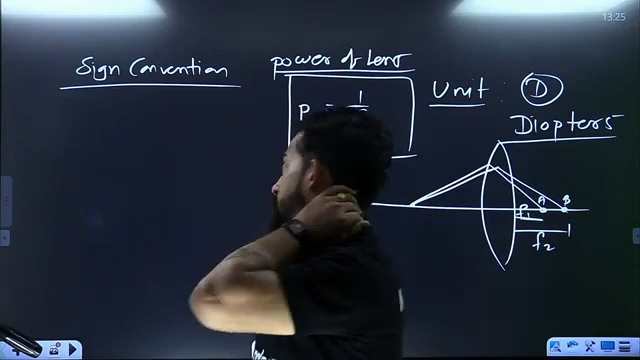 13:25
Sign Convention
power of Lens
P = 1
Unit : D
Diopters
A B
f1
f2